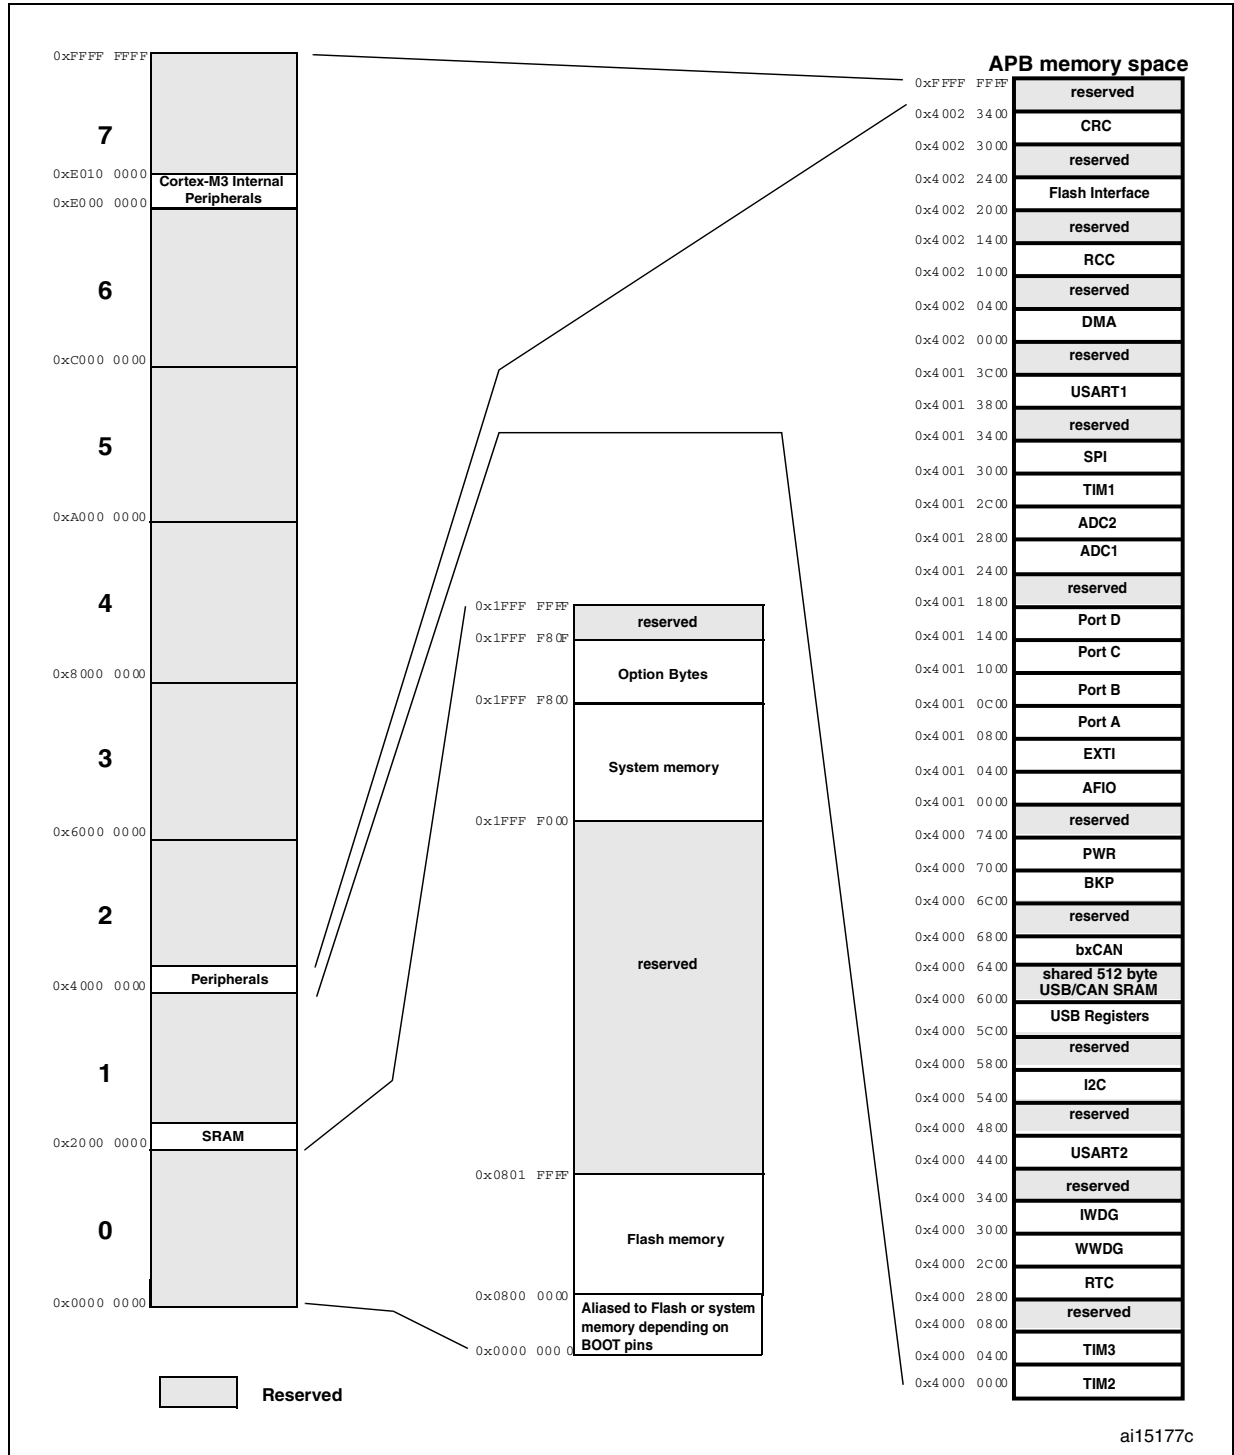 0xFFFF FFFF
7
0xE010 0000
Cortex-M3 Internal
Peripherals
0xE000 0000
6
0xC000 0000
5
0xA000 0000
4
0x8000 0000
3
0x6000 0000
2
Peripherals
0x4000 0000
1
SRAM
0x2000 0000
0
0x0000 0000
Reserved
0x1FFF FFFF
reserved
0x1FFF F80F
Option Bytes
0x1FFF F800
System memory
0x1FFF F000
reserved
0x0801 FFFF
Flash memory
0x0800 0000
Aliased to Flash or system
memory depending on
BOOT pins
0x0000 0000
APB memory space
0xFFFF FFFF
reserved
0x4002 3400
CRC
0x4002 3000
reserved
0x4002 2400
Flash Interface
0x4002 2000
reserved
0x4002 1400
RCC
0x4002 1000
reserved
0x4002 0400
DMA
0x4002 0000
reserved
0x4001 3C00
USART1
0x4001 3800
reserved
0x4001 3400
SPI
0x4001 3000
TIM1
0x4001 2C00
ADC2
0x4001 2800
ADC1
0x4001 2400
reserved
0x4001 1800
Port D
0x4001 1400
Port C
0x4001 1000
Port B
0x4001 0C00
Port A
0x4001 0800
EXTI
0x4001 0400
AFIO
0x4001 0000
reserved
0x4000 7400
PWR
0x4000 7000
BKP
0x4000 6C00
reserved
0x4000 6800
bxCAN
0x4000 6400
shared 512 byte
USB/CAN SRAM
0x4000 6000
USB Registers
0x4000 5C00
reserved
0x4000 5800
I2C
0x4000 5400
reserved
0x4000 4800
USART2
0x4000 4400
reserved
0x4000 3400
IWDG
0x4000 3000
WWDG
0x4000 2C00
RTC
0x4000 2800
reserved
0x4000 0800
TIM3
0x4000 0400
TIM2
0x4000 0000
ai15177c